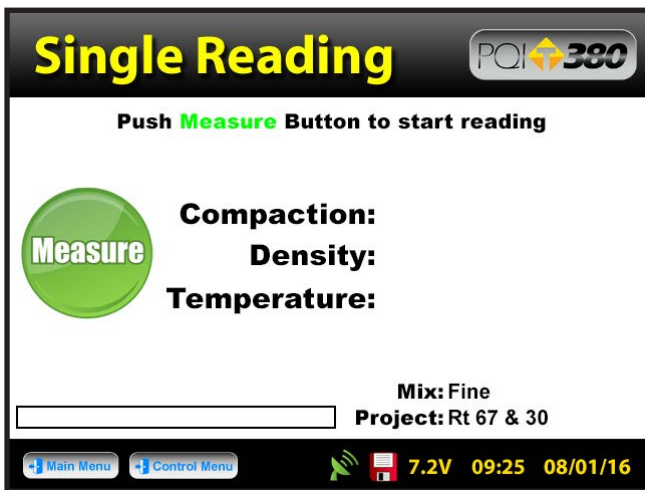 Single Reading
PQI 380
Push Measure Button to start reading
Measure
Compaction:
Density:
Temperature:
Mix: Fine
Project: Rt 67 & 30
Main Menu Control Menu 7.2V 09:25 08/01/16